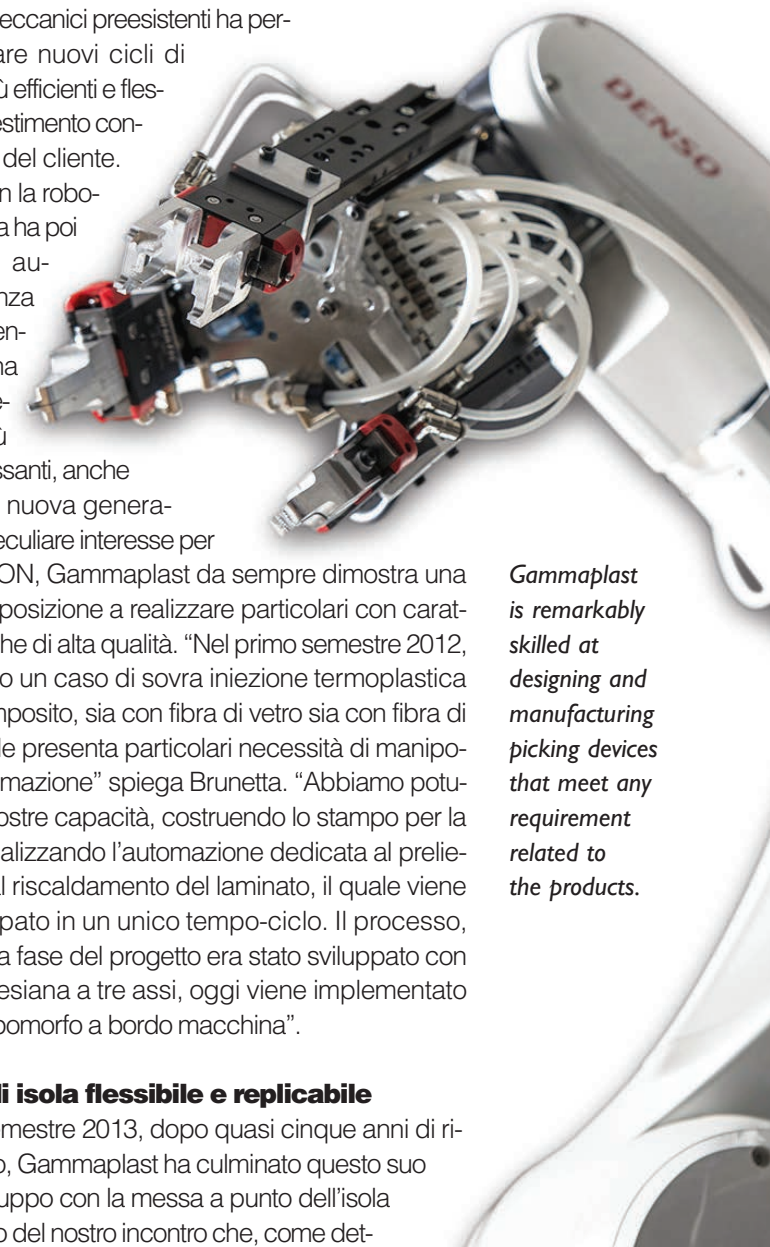 eccanici preesistenti ha per-
are nuovi cicli di
ù efficienti e fles-
estimento con-
del cliente.
n la robo-
a ha poi
au-
nza
en-
na
e-
ù
ssanti, anche
nuova genera-
eculiare interesse per
ON, Gammaplast da sempre dimostra una
posizione a realizzare particolari con carat-
he di alta qualità. “Nel primo semestre 2012,
o un caso di sovra iniezione termoplastica
mposito, sia con fibra di vetro sia con fibra di
le presenta particolari necessità di manipo-
mazione” spiega Brunetta. “Abbiamo potu-
ostre capacità, costruendo lo stampo per la
alizzando l’automazione dedicata al prelie-
al riscaldamento del laminato, il quale viene
pato in un unico tempo-ciclo. Il processo,
a fase del progetto era stato sviluppato con
esiana a tre assi, oggi viene implementato
pomorfo a bordo macchina”.
di isola flessibile e replicabile
emestre 2013, dopo quasi cinque anni di ri-
o, Gammaplast ha culminato questo suo
uppo con la messa a punto dell’isola
o del nostro incontro che, come det-
DENSO
Gammaplast
is remarkably
skilled at
designing and
manufacturing
picking devices
that meet any
requirement
related to
the products.